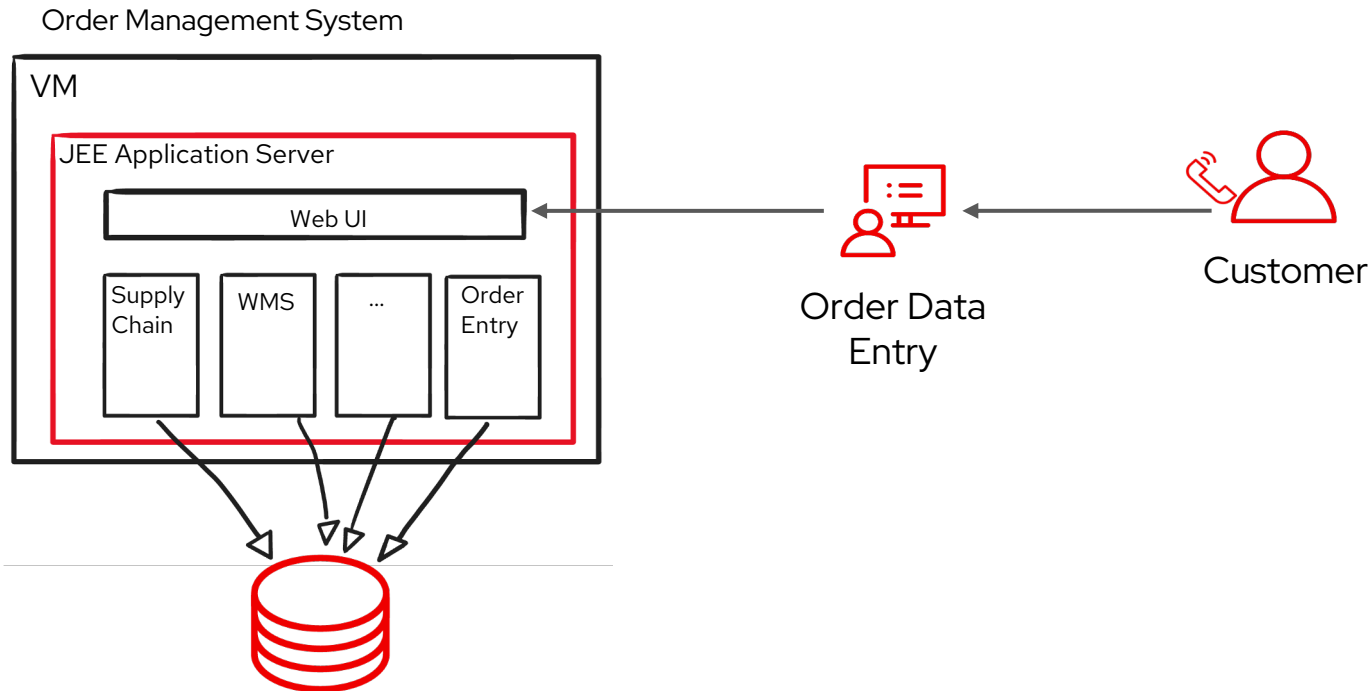 Order Management System
VM
JEE Application Server
Web UI
Supply
Chain
WMS
...
Order
Entry
Order Data
Entry
Customer